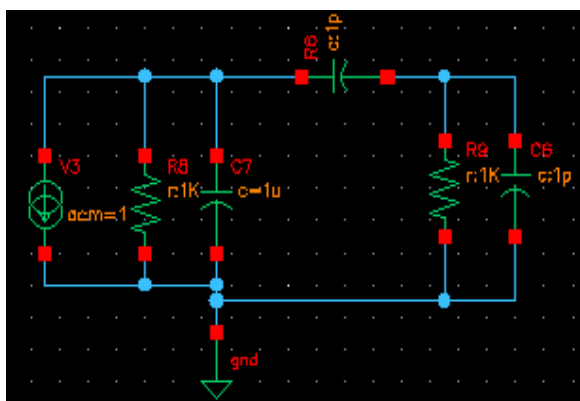 R6
c:1p
V3
acm=1
R8
r:1K
C7
c=1u
R9
r:1K
C6
c:1p
gnd